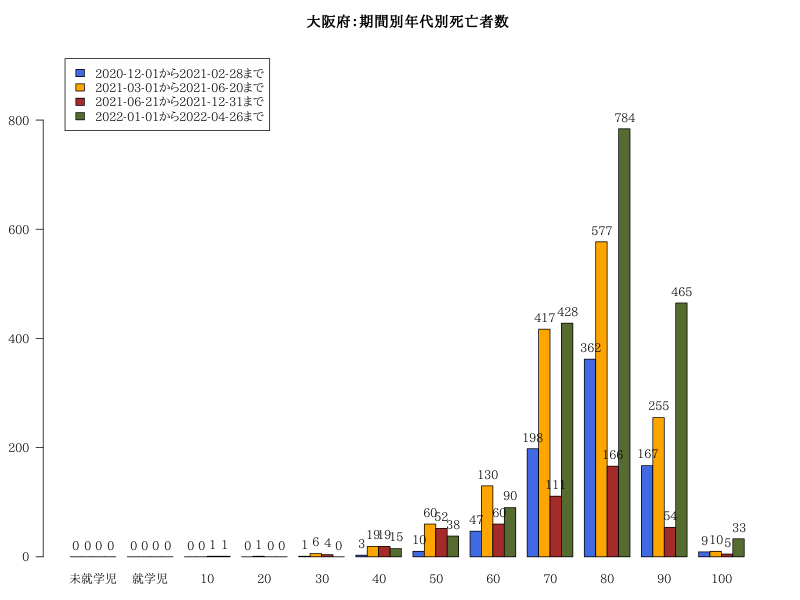 大阪府：期間別年代別死亡者数
2020-12-01から2021-02-28まで
2021-03-01から2021-06-20まで
2021-06-21から2021-12-31まで
2022-01-01から2022-04-26まで
800
600
400
200
0
0 0 0 0
0 0 0 0
0 0 1 1
0 1 0 0
1 6 4 0
3 19 19 15
10 60 52 38
47 130 60 90
198 417 111 428
362 577 166 784
167 255 54 465
9 10 5 33
未就学児 就学児 10 20 30 40 50 60 70 80 90 100